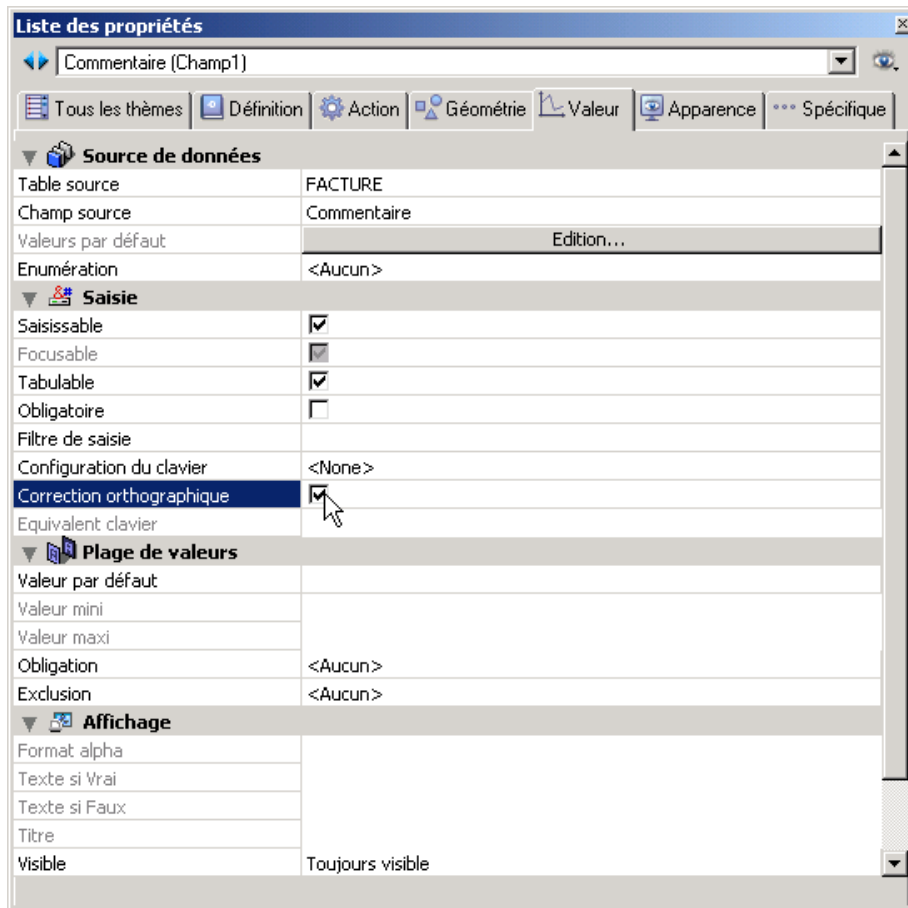 Liste des propriétés
Commentaire (Champ1)
Tous les thèmes Définition Action Géométrie Valeur Apparence Spécifique
Source de données
Table source FACTURE
Champ source Commentaire
Valeurs par défaut Edition...
Enumération <Aucun>
Saisie
Saisissable
Focusable
Tabulable
Obligatoire
Filtre de saisie
Configuration du clavier <None>
Correction orthographique
Equivalent clavier
Plage de valeurs
Valeur par défaut
Valeur mini
Valeur maxi
Obligation <Aucun>
Exclusion <Aucun>
Affichage
Format alpha
Texte si Vrai
Texte si Faux
Titre
Visible Toujours visible